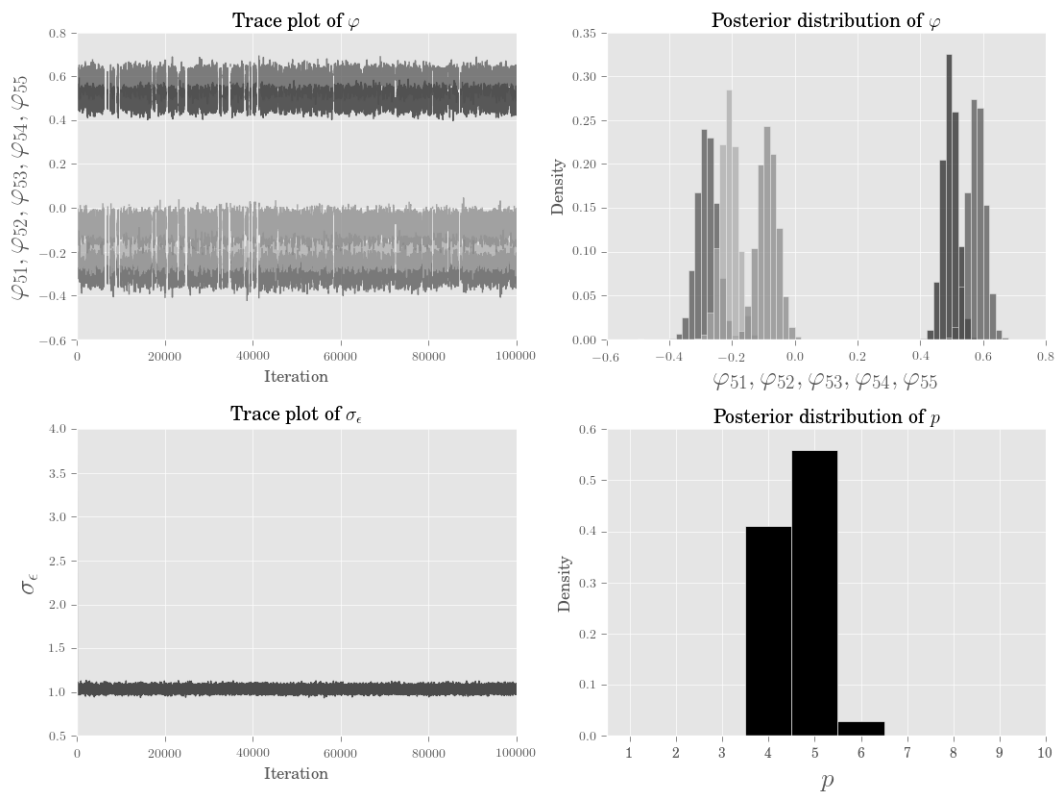 Trace plot of φ
0.8
0.6
0.4
0.2
0.0
−0.2
−0.4
−0.6
φ51, φ52, φ53, φ54, φ55
0 20000 40000 60000 80000 100000
Iteration
Posterior distribution of φ
0.35
0.30
0.25
0.20
0.15
0.10
0.05
0.00
Density
−0.6 −0.4 −0.2 0.0 0.2 0.4 0.6 0.8
φ51, φ52, φ53, φ54, φ55
Trace plot of σϵ
4.0
3.5
3.0
2.5
2.0
1.5
1.0
0.5
σϵ
0 20000 40000 60000 80000 100000
Iteration
Posterior distribution of p
0.6
0.5
0.4
0.3
0.2
0.1
0.0
Density
1 2 3 4 5 6 7 8 9 10
p